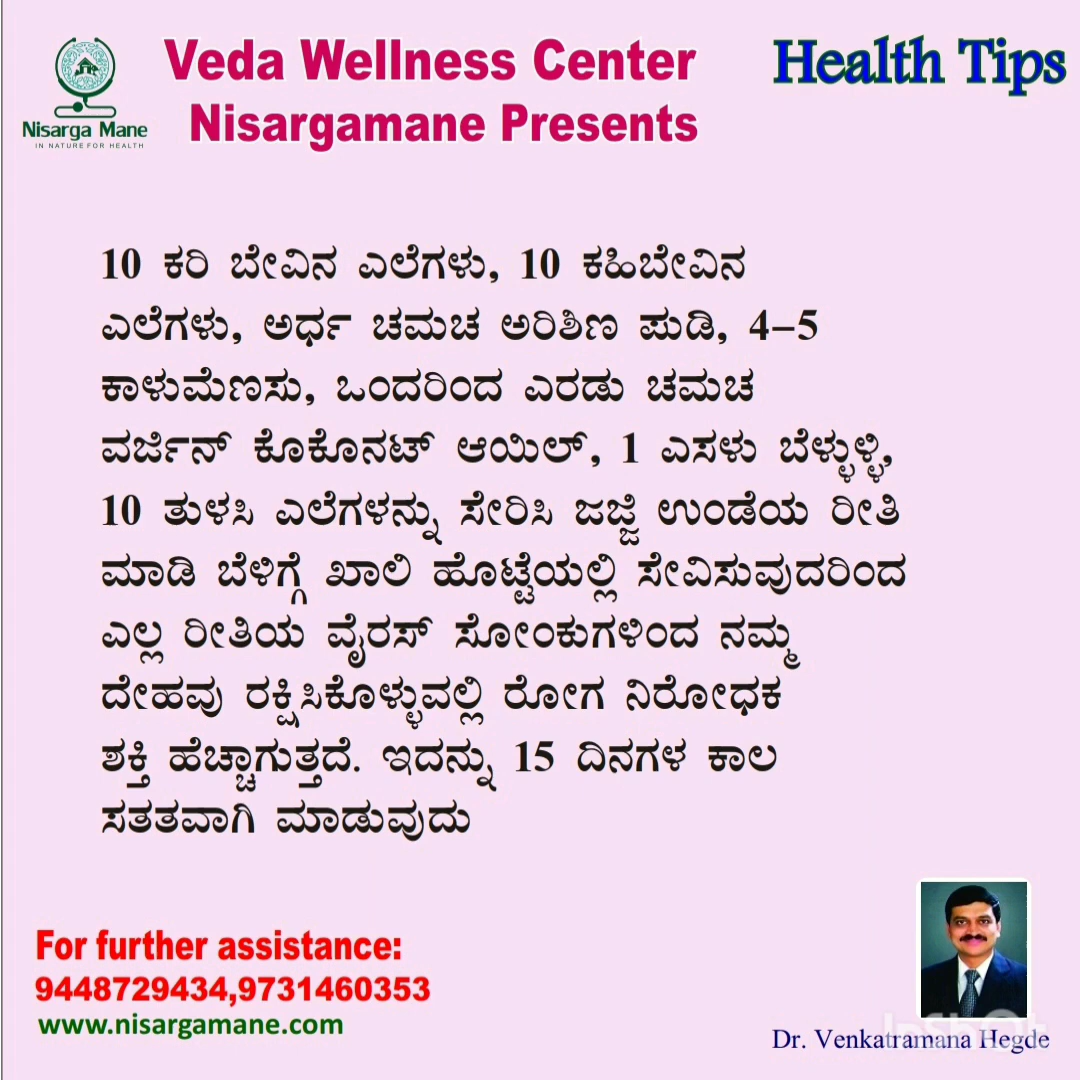 Veda Wellness Center
Health Tips
Nisargamane Presents
Nisarga Mane
IN NATURE FOR HEALTH
10 ಕರಿ ಬೇವಿನ ಎಲೆಗಳು, 10 ಕಹಿಬೇವಿನ
ಎಲೆಗಳು, ಅರ್ಧ ಚಮಚ ಅರಿಶಿಣ ಪುಡಿ, 4-5
ಕಾಳುಮೆಣಸು, ಒಂದರಿಂದ ಎರಡು ಚಮಚ
ವರ್ಜಿನ್ ಕೊಕೊನಟ್ ಆಯಿಲ್, 1 ಎಸಳು ಬೆಳ್ಳುಳ್ಳಿ,
10 ತುಳಸಿ ಎಲೆಗಳನ್ನು ಸೇರಿಸಿ ಜಜ್ಜಿ ಉಂಡೆಯ ರೀತಿ
ಮಾಡಿ ಬೆಳಿಗ್ಗೆ ಖಾಲಿ ಹೊಟ್ಟೆಯಲ್ಲಿ ಸೇವಿಸುವುದರಿಂದ
ಎಲ್ಲ ರೀತಿಯ ವೈರಸ್ ಸೋಂಕುಗಳಿಂದ ನಮ್ಮ
ದೇಹವು ರಕ್ಷಿಸಿಕೊಳ್ಳುವಲ್ಲಿ ರೋಗ ನಿರೋಧಕ
ಶಕ್ತಿ ಹೆಚ್ಚಾಗುತ್ತದೆ. ಇದನ್ನು 15 ದಿನಗಳ ಕಾಲ
ಸತತವಾಗಿ ಮಾಡುವುದು
For further assistance:
9448729434,9731460353
www.nisargamane.com
InShOt
Dr. Venkatramana Hegde